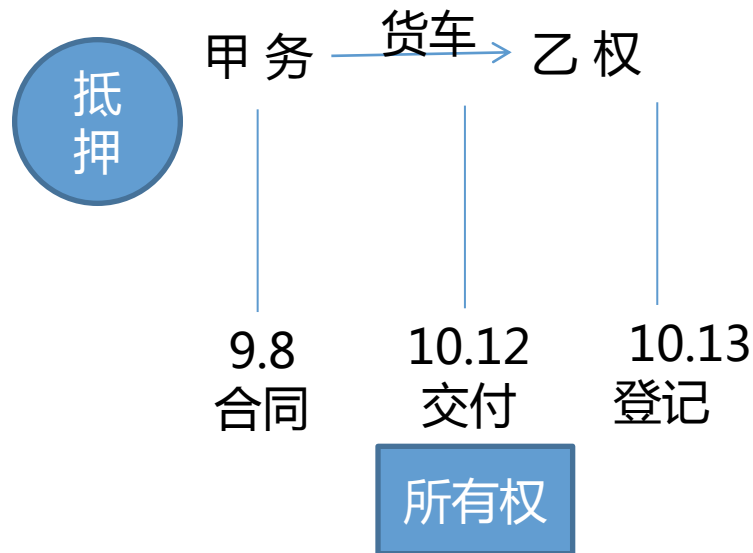 抵
押
甲 务
货车
乙 权
9.8
合同
10.12
交付
10.13
登记
所有权